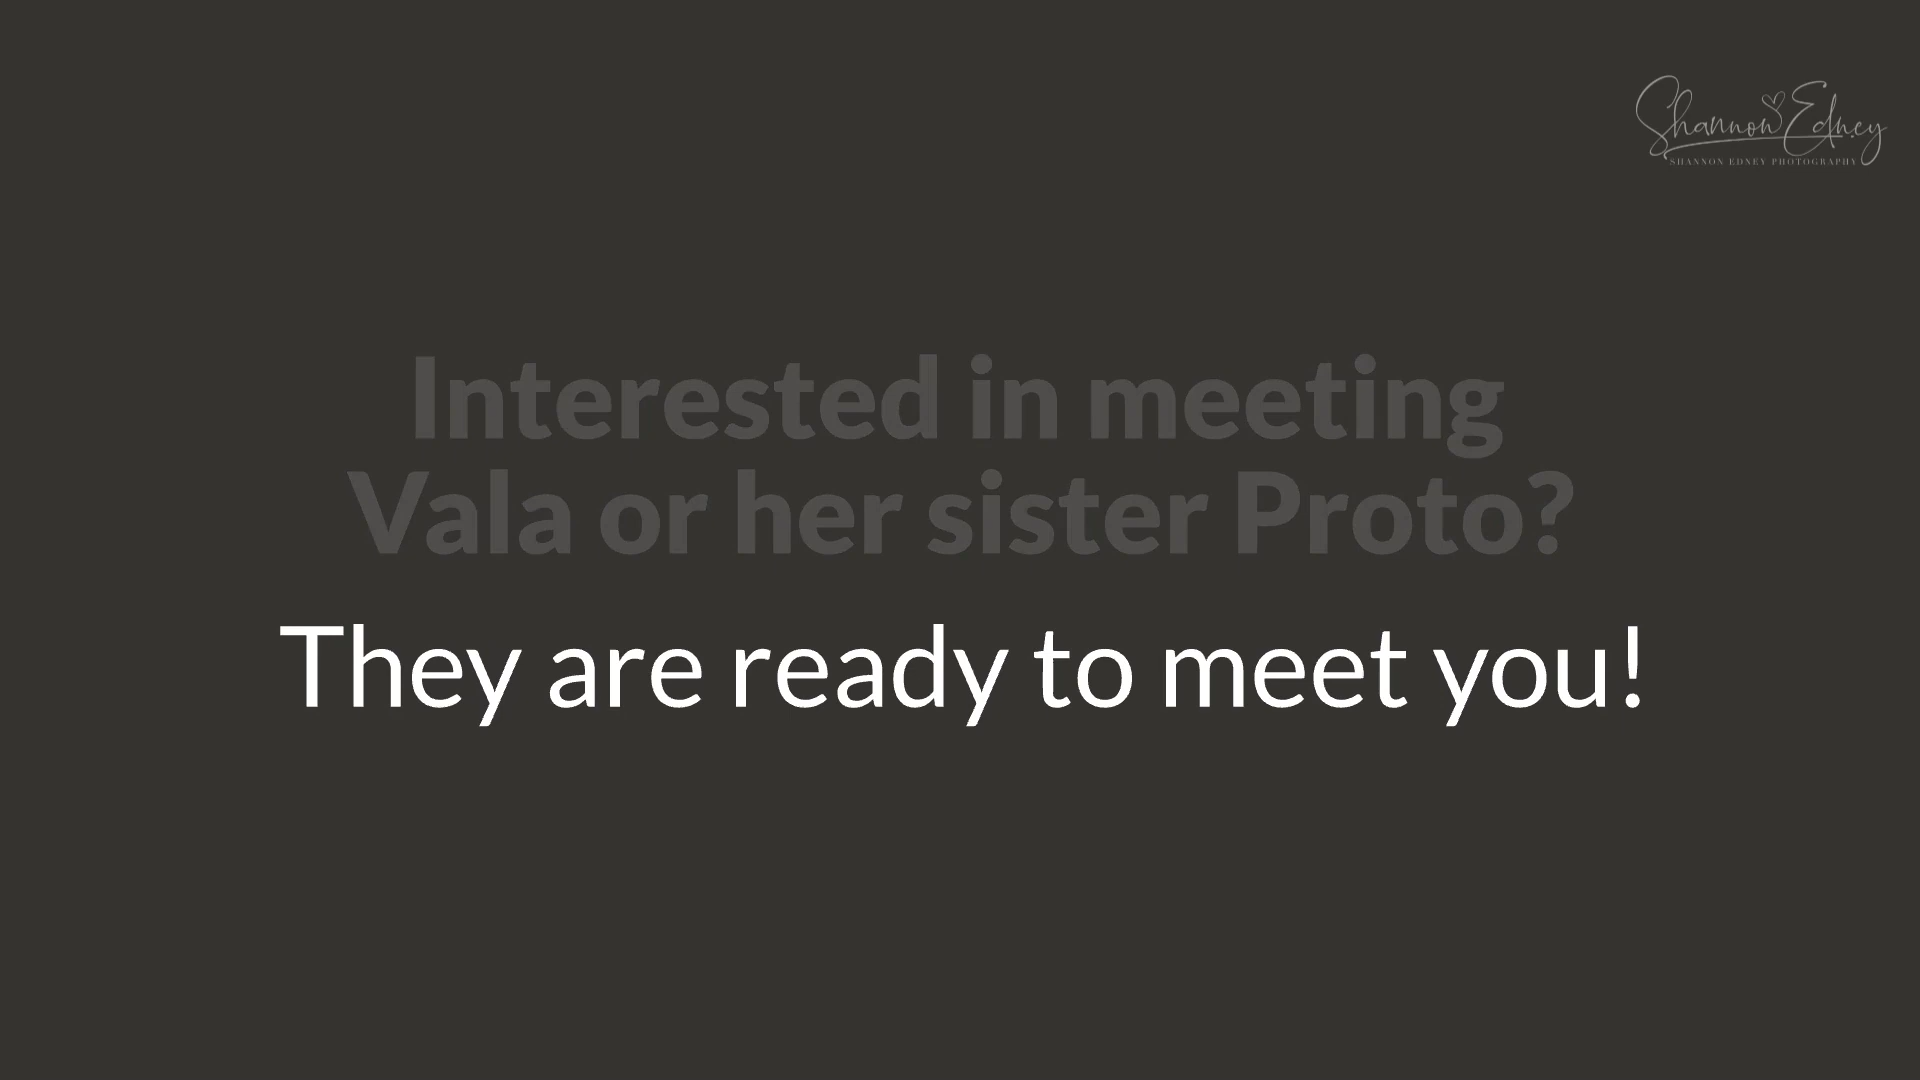 Shannon Edney
SHANNON EDNEY PHOTOGRAPHY
Interested in meeting
Vala or her sister Proto?
They are ready to meet you!